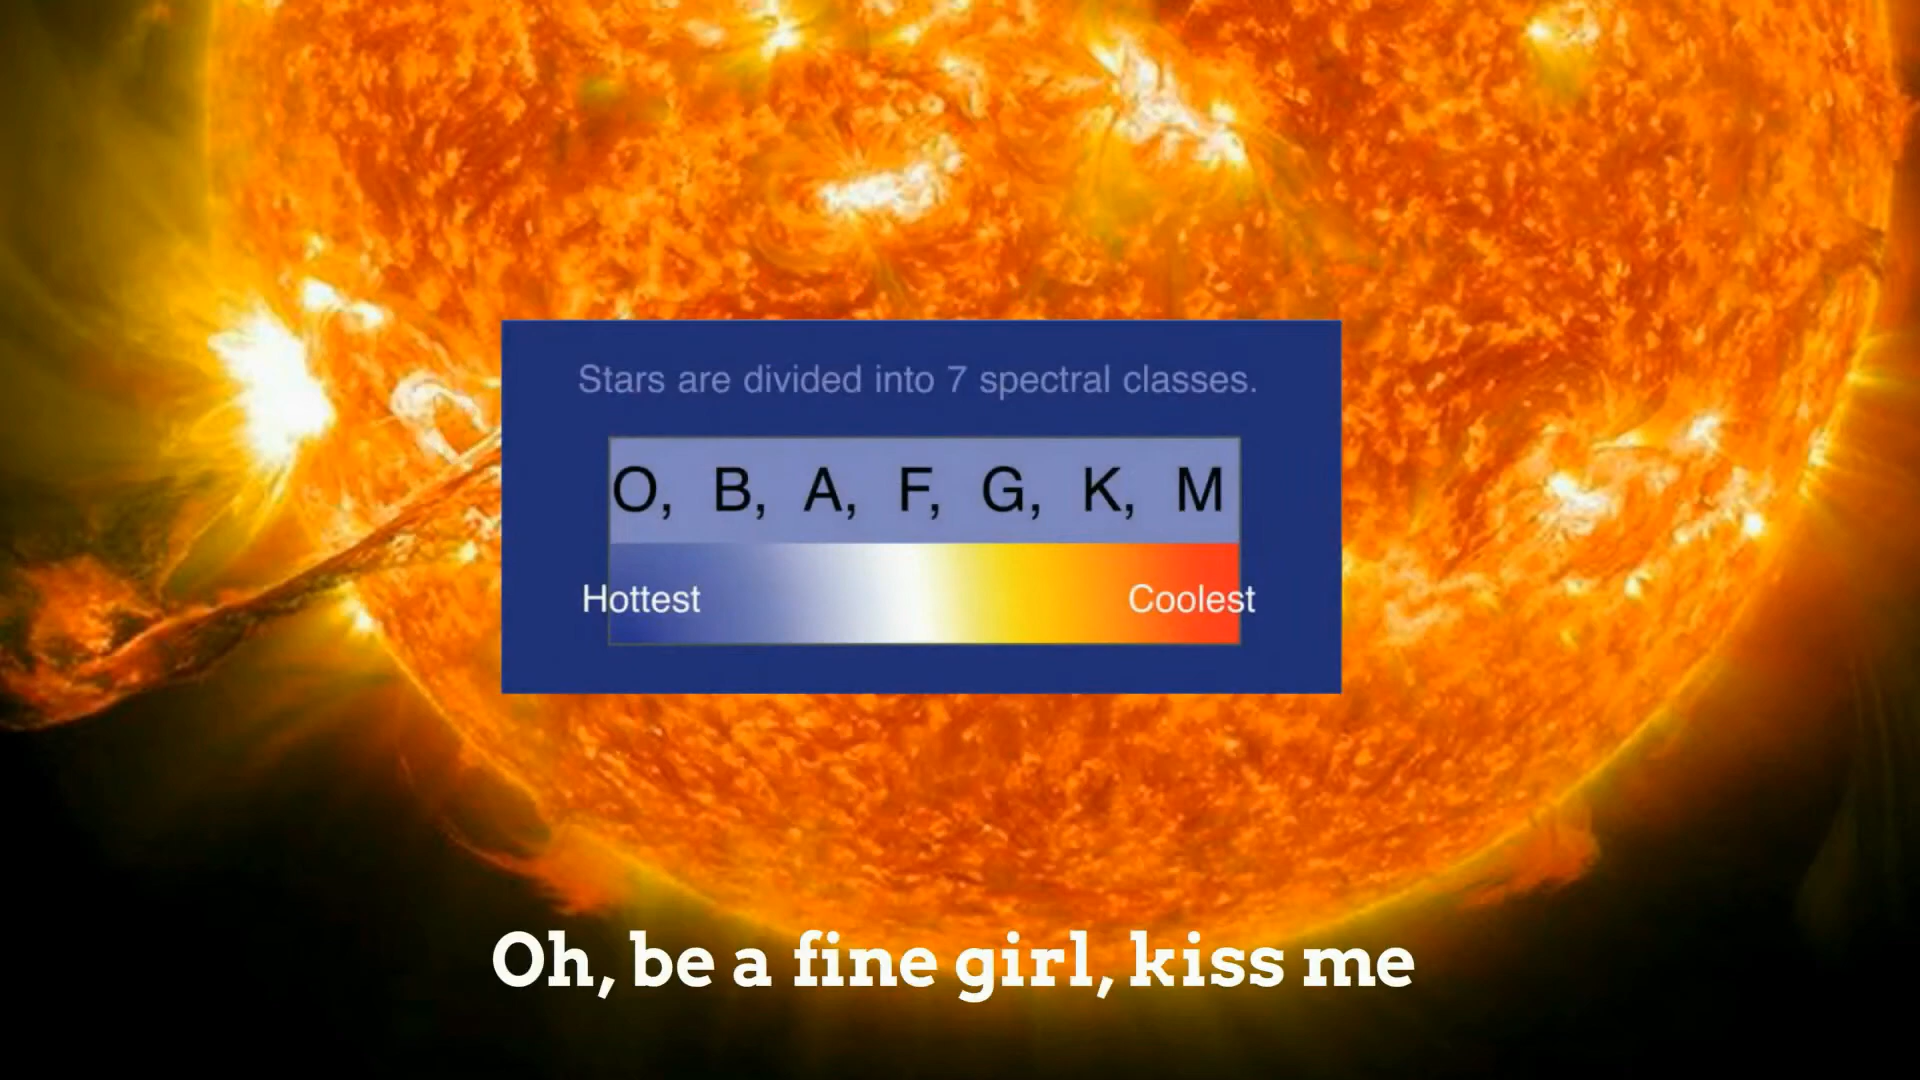 Stars are divided into 7 spectral classes.
O, B, A, F, G, K, M
Hottest Coolest
Oh, be a fine girl, kiss me